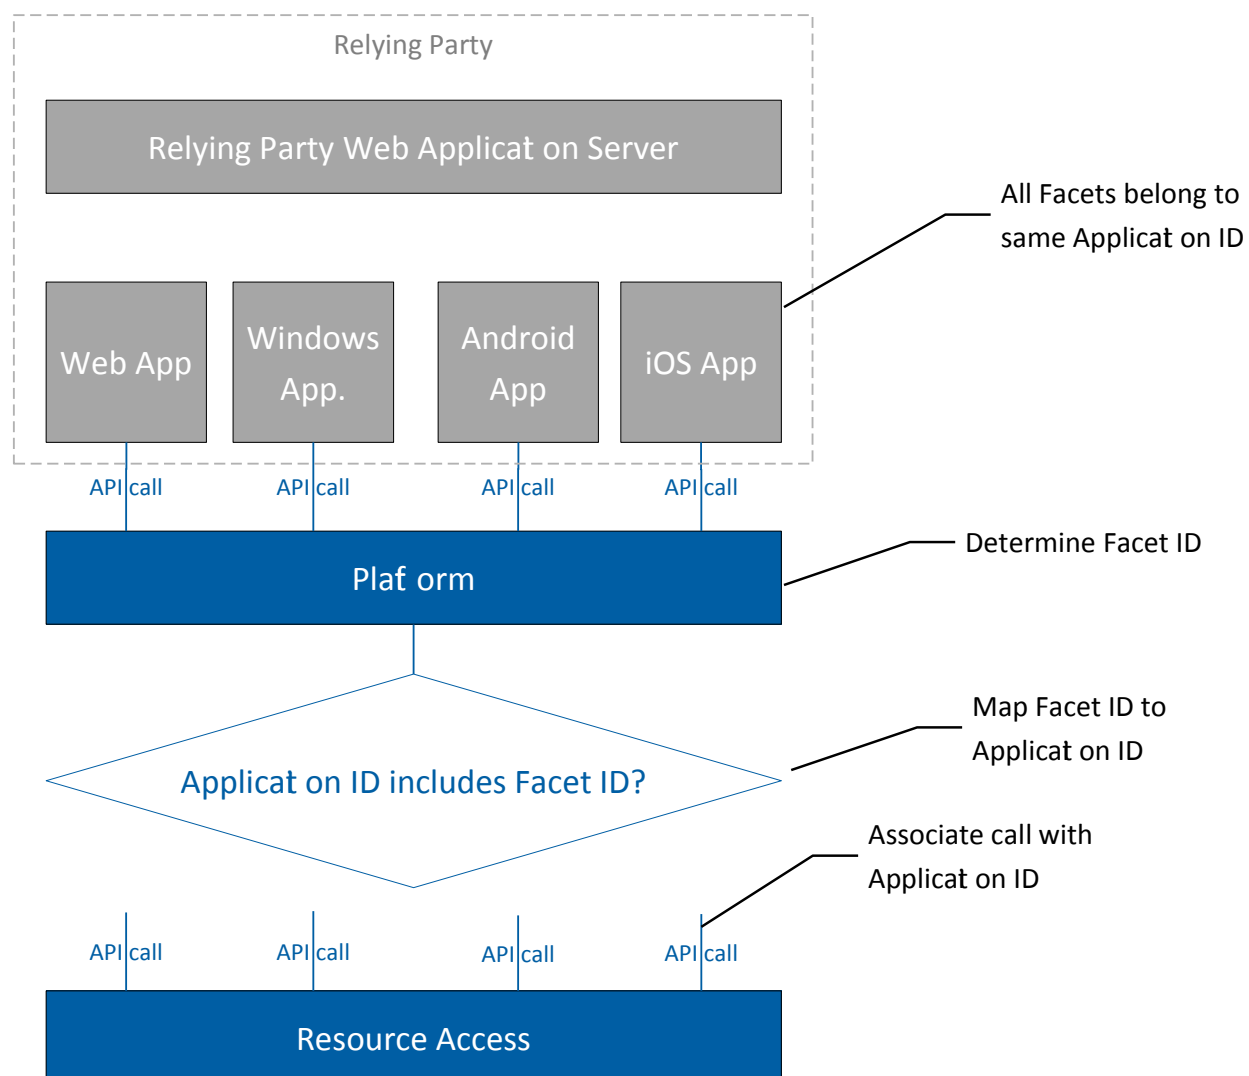 Relying Party
Relying Party Web Applicat on Server
All Facets belong to
same Applicat on ID
Web App
Windows
App.
Android
App
iOS App
API call
API call
API call
API call
Determine Facet ID
Plaf orm
Map Facet ID to
Applicat on ID
Applicat on ID includes Facet ID?
Associate call with
Applicat on ID
API call
API call
API call
API call
Resource Access